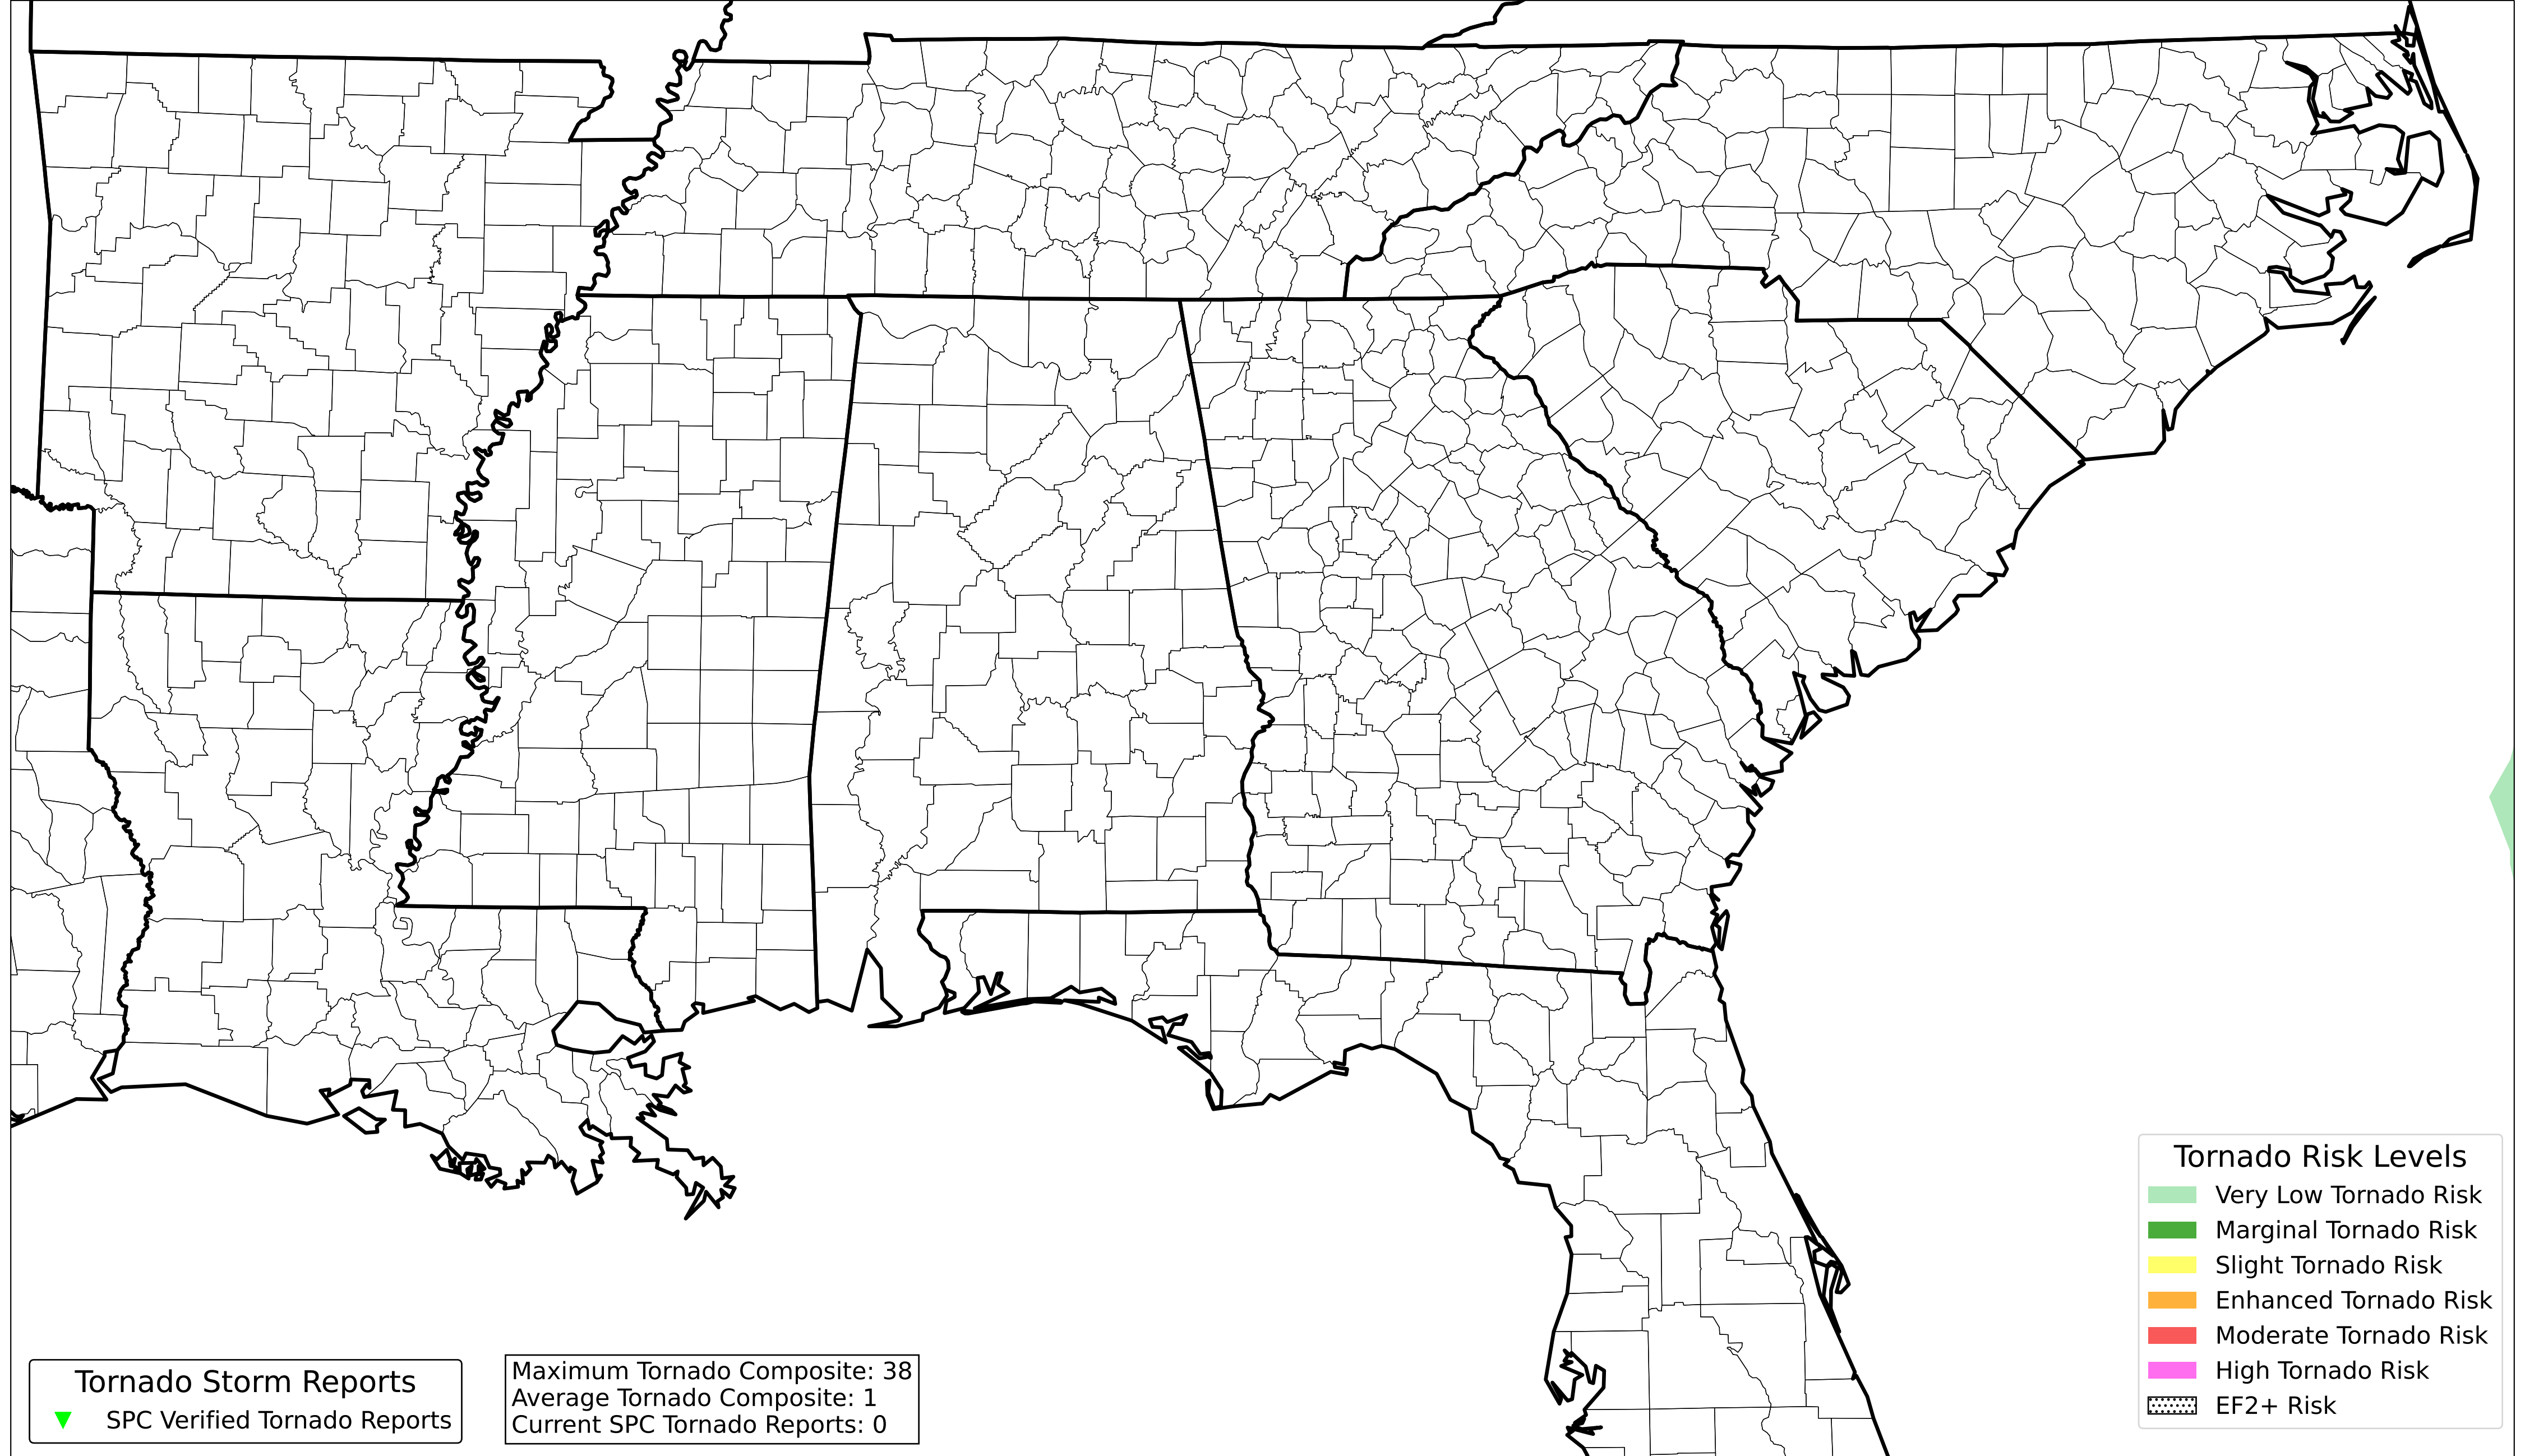 Tornado Risk Levels
Very Low Tornado Risk
Marginal Tornado Risk
Slight Tornado Risk
Enhanced Tornado Risk
Moderate Tornado Risk
High Tornado Risk
EF2+ Risk
Tornado Storm Reports
SPC Verified Tornado Reports
Maximum Tornado Composite: 38
Average Tornado Composite: 1
Current SPC Tornado Reports: 0